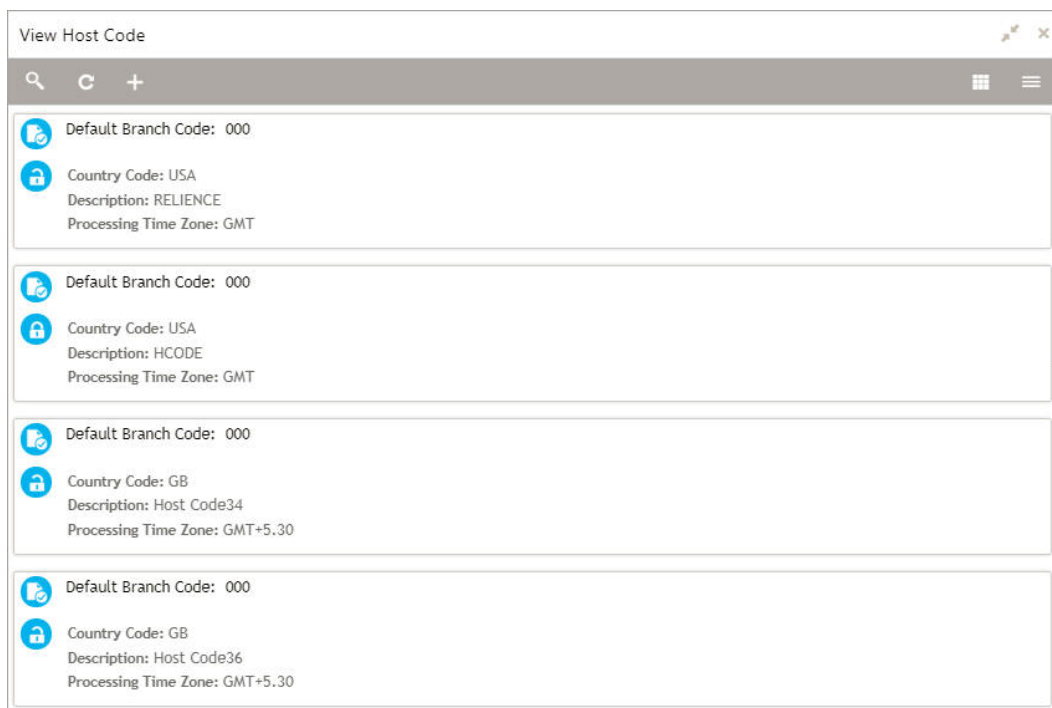 View Host Code
Default Branch Code: 000
Country Code: USA
Description: RELIENCE
Processing Time Zone: GMT
Default Branch Code: 000
Country Code: USA
Description: HCODE
Processing Time Zone: GMT
Default Branch Code: 000
Country Code: GB
Description: Host Code34
Processing Time Zone: GMT+5.30
Default Branch Code: 000
Country Code: GB
Description: Host Code36
Processing Time Zone: GMT+5.30